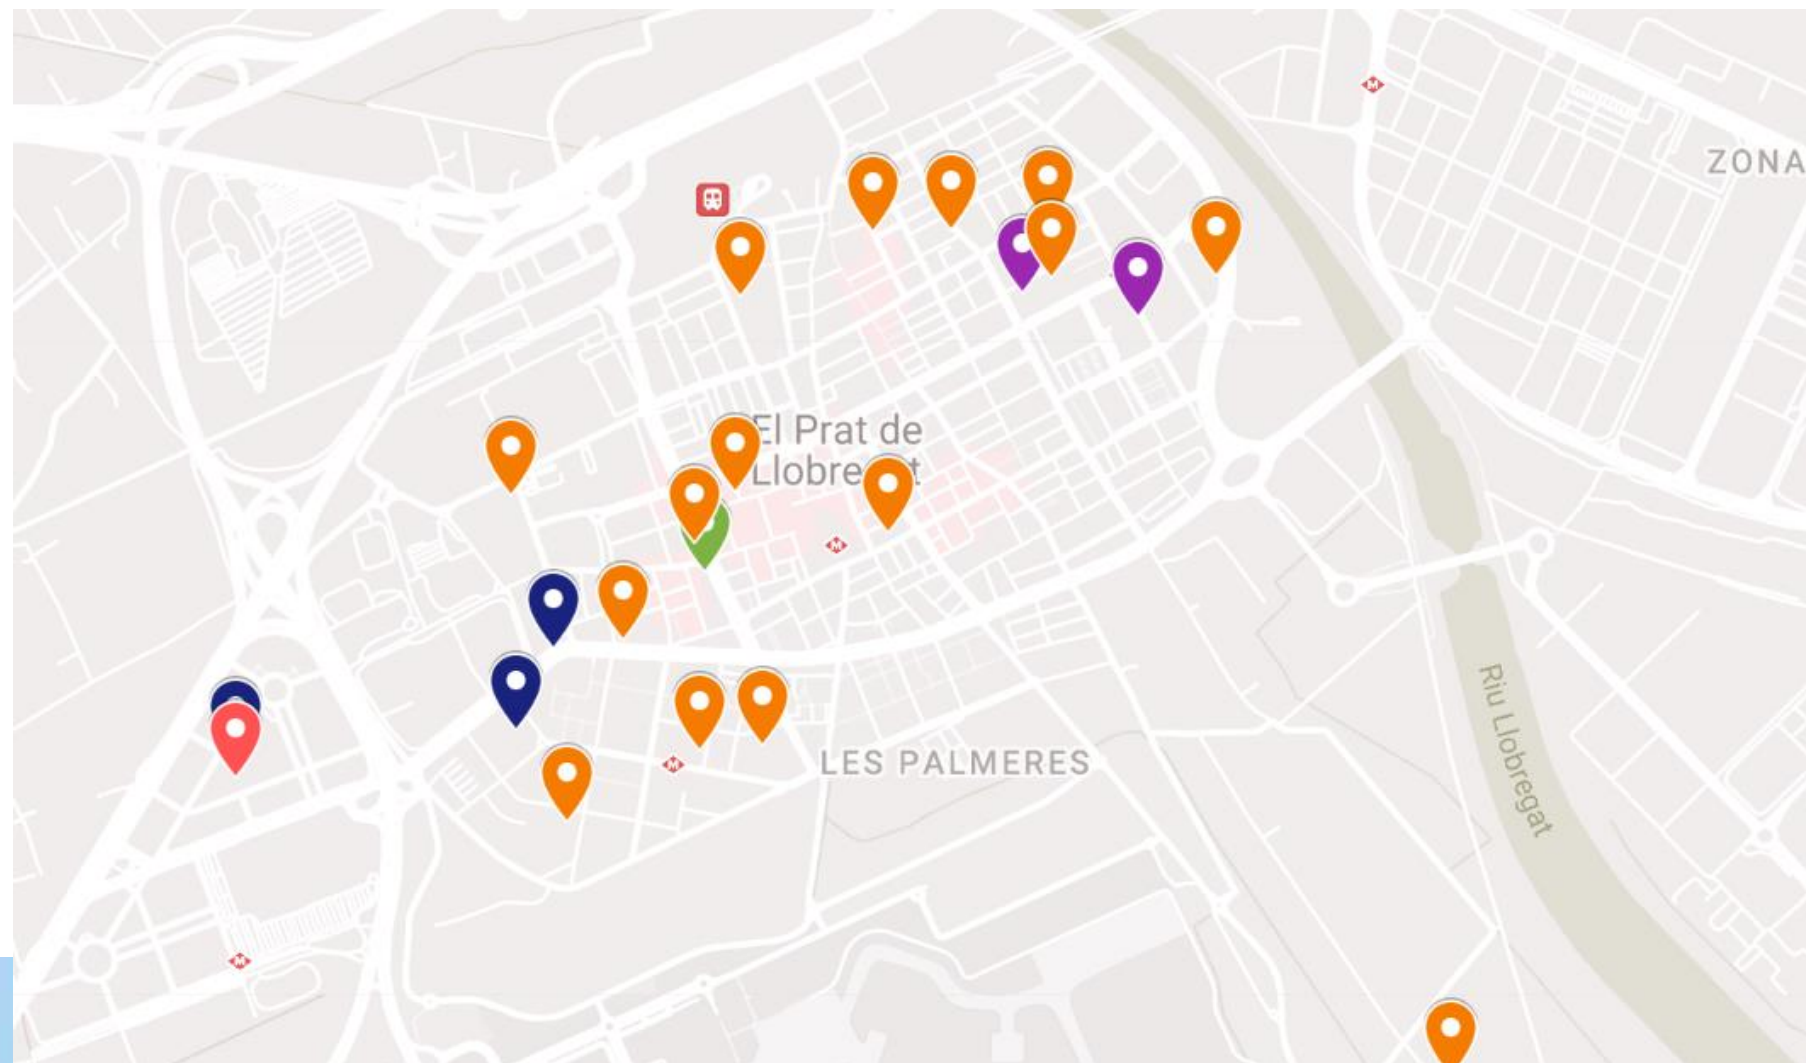 M
ZONA
El Prat de
Llobre t
M
LES PALMERES
M
Riu Llobregat
M